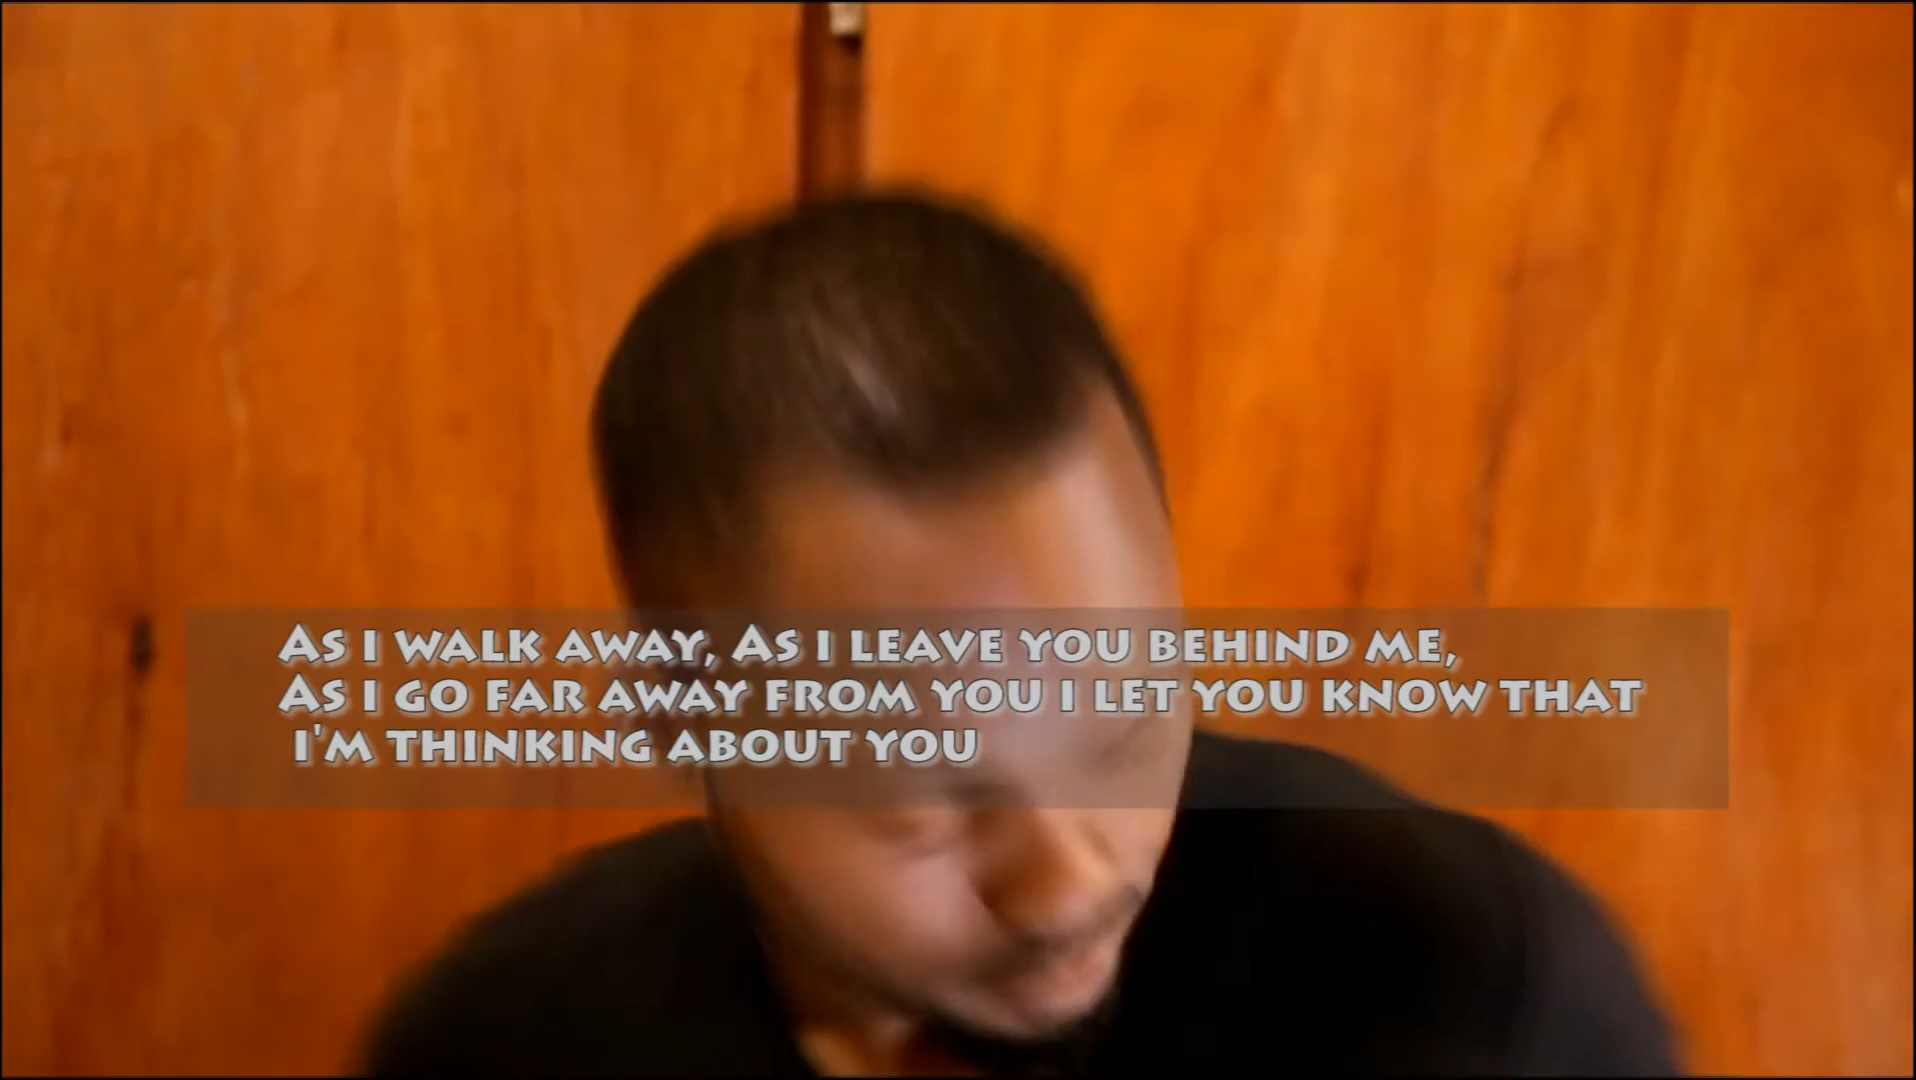 As I walk away, As I leave you behind me,
As I go far away from you I let you know that
I'm thinking about you